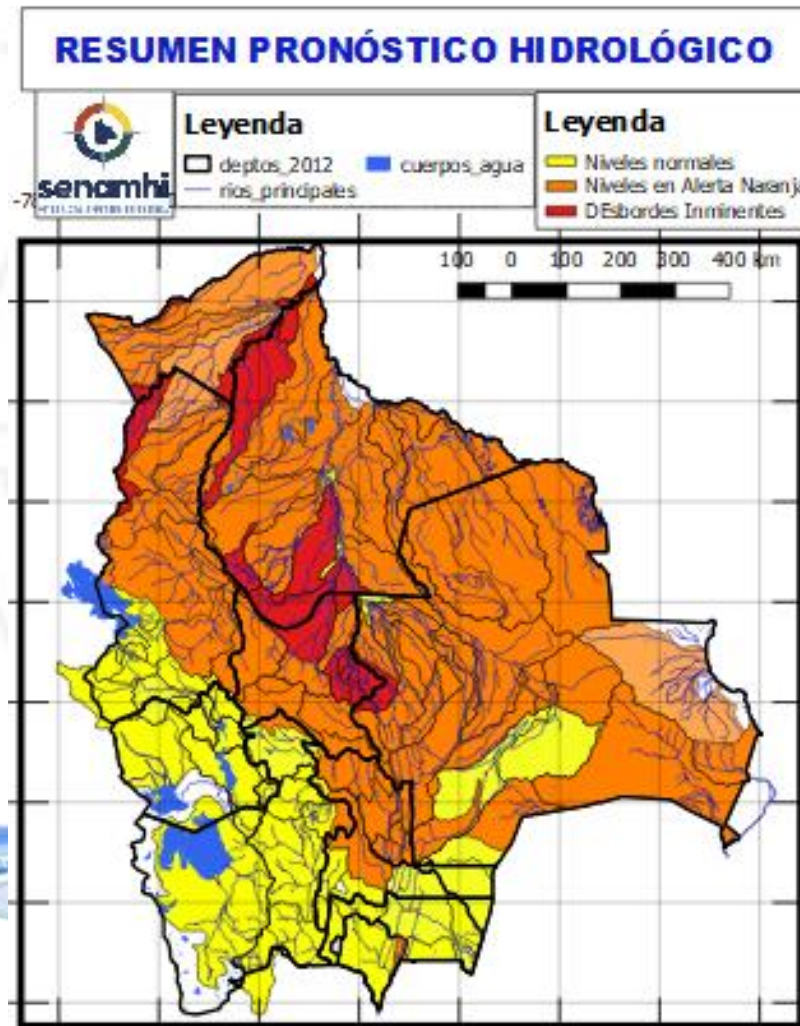 RESUMEN PRONÓSTICO HIDROLÓGICO
senamhi
Leyenda
deptos_2012
cuerpos_agua
rios_principales
Leyenda
Niveles normales
Niveles en Alerta Naranja
DEsbordes Inminentes
100 0 100 200 300 400 km